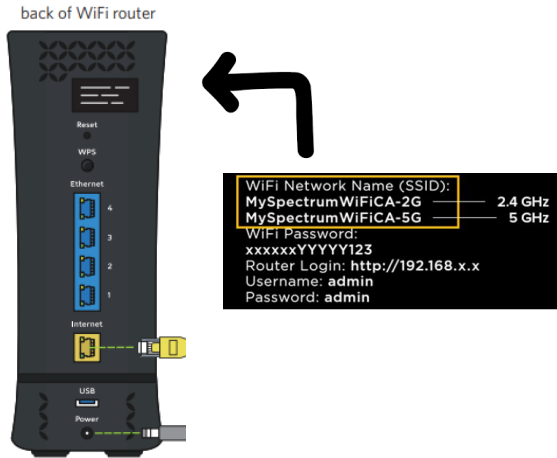 back of WiFi router
Reset
WPS
Ethernet
4
3
2
1
Internet
USB
Power
WiFi Network Name (SSID):
MySpectrumWiFiCA-2G 2.4 GHz
MySpectrumWiFiCA-5G 5 GHz
WiFi Password:
xxxxxxYYYYY123
Router Login: http://192.168.x.x
Username: admin
Password: admin